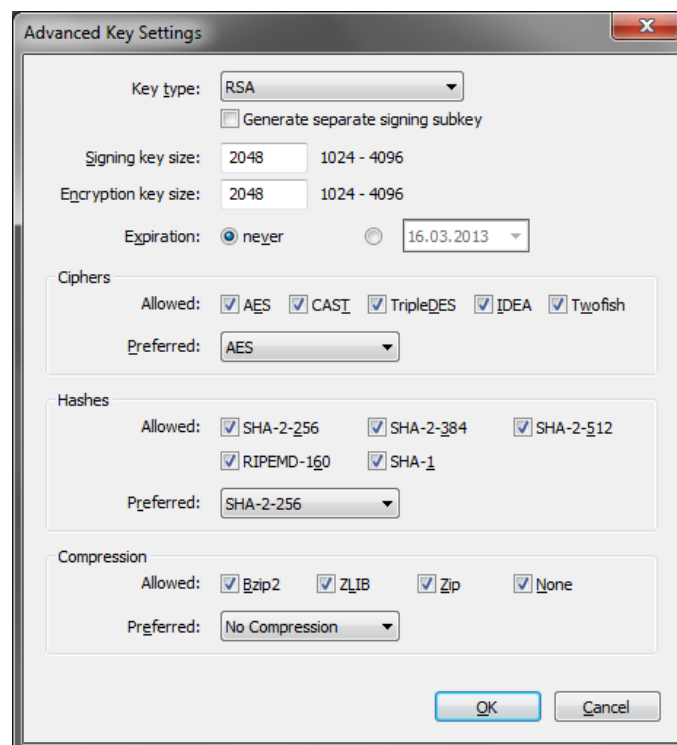 Advanced Key Settings
Key type: RSA
Generate separate signing subkey
Signing key size: 2048 1024 - 4096
Encryption key size: 2048 1024 - 4096
Expiration: never 16.03.2013
Ciphers
Allowed: AES CAST TripleDES IDEA Twofish
Preferred: AES
Hashes
Allowed: SHA-2-256 SHA-2-384 SHA-2-512
RIPEMD-160 SHA-1
Preferred: SHA-2-256
Compression
Allowed: Bzip2 ZLIB Zip None
Preferred: No Compression
OK Cancel